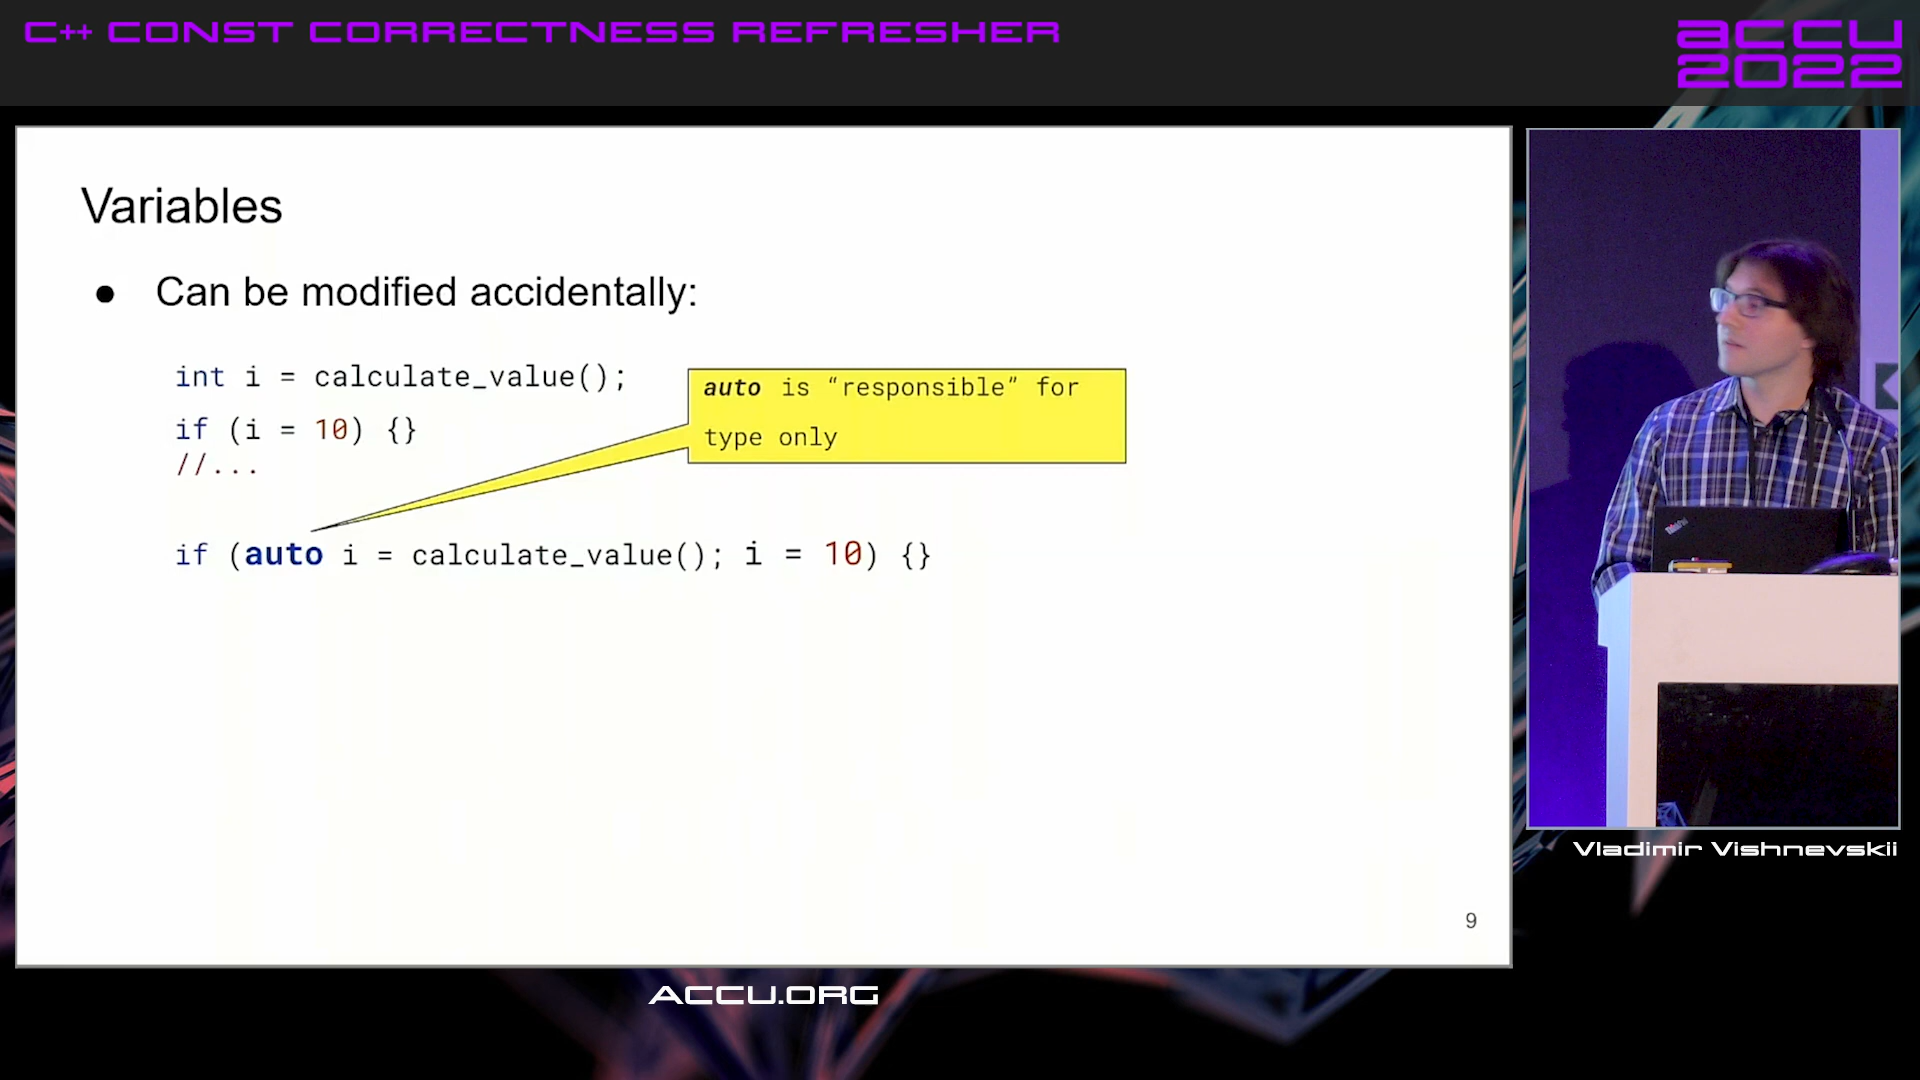 C++ CONST CORRECTNESS REFRESHER
ACCU
2022
Variables
● Can be modified accidentally:
int i = calculate_value();
if (i = 10) {}
//...
auto is “responsible” for
type only
if (auto i = calculate_value(); i = 10) {}
9
Vladimir Vishnevskii
ACCU.ORG